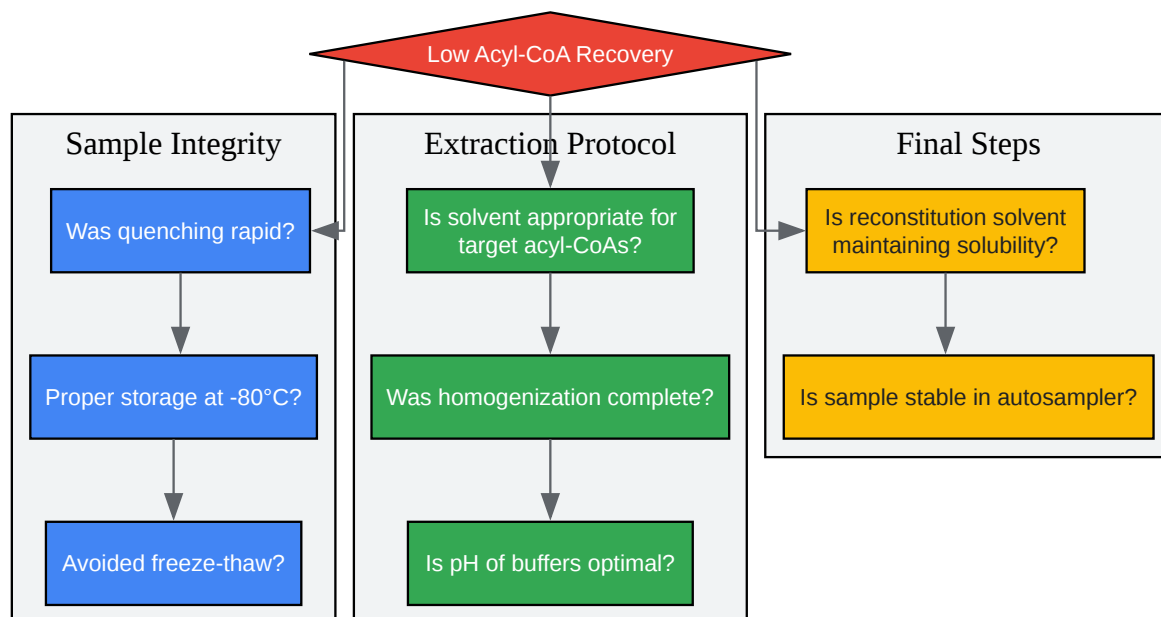 Low Acyl-CoA Recovery
Sample Integrity
Was quenching rapid?
Proper storage at -80°C?
Avoided freeze-thaw?
Extraction Protocol
Is solvent appropriate for
target acyl-CoAs?
Was homogenization complete?
Is pH of buffers optimal?
Final Steps
Is reconstitution solvent
maintaining solubility?
Is sample stable in autosampler?